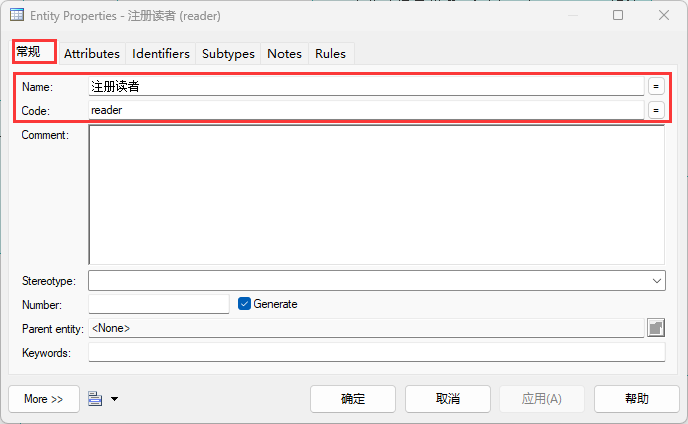 Entity Properties - 注册读者 (reader)
常规 Attributes Identifiers Subtypes Notes Rules
Name: 注册读者 =
Code: reader =
Comment:
Stereotype:
Number: Generate
Parent entity: <None>
Keywords:
More >> 确定 取消 应用(A) 帮助